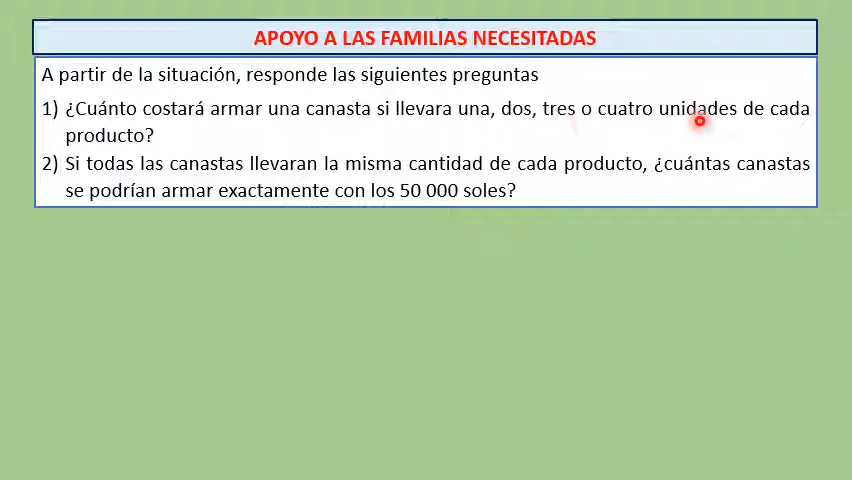 APOYO A LAS FAMILIAS NECESITADAS
A partir de la situación, responde las siguientes preguntas
1) ¿Cuánto costará armar una canasta si llevara una, dos, tres o cuatro unidades de cada
producto?
2) Si todas las canastas llevaran la misma cantidad de cada producto, ¿cuántas canastas
se podrían armar exactamente con los 50 000 soles?